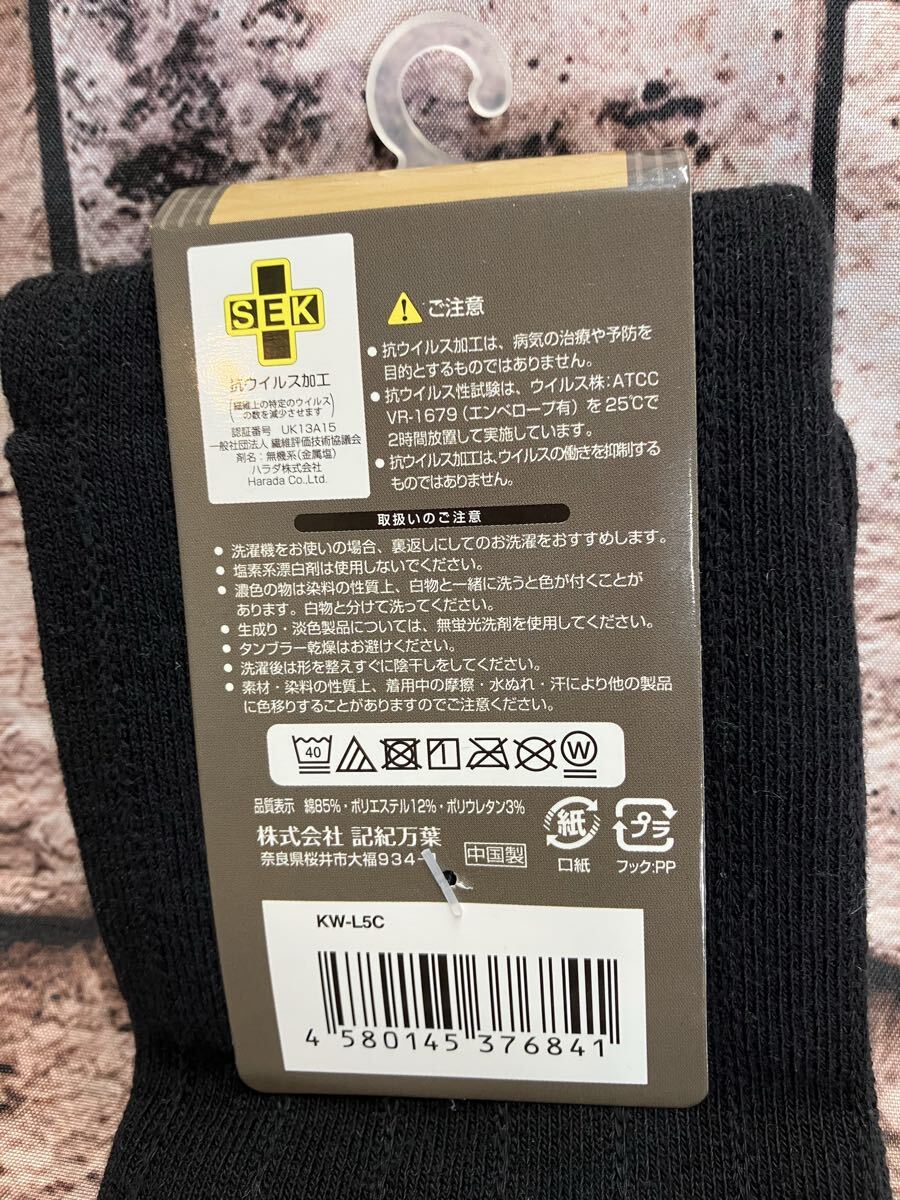 SEK
抗ウイルス加工
(繊維上の特定のウイルス
の数を減少させます)
認証番号 UK13A15
一般社団法人 繊維評価技術協議会
剤名:無機系(金属塩)
ハラダ株式会社
Harada Co.,Ltd.
ご注意
●抗ウイルス加工は、病気の治療や予防を
目的とするものではありません。
●抗ウイルス性試験は、ウイルス株:ATCC
VR-1679(エンベロープ有)を25℃で
2時間放置して実施しています。
●抗ウイルス加工は、ウイルスの働きを抑制する
ものではありません。
取扱いのご注意
●洗濯機をお使いの場合、裏返しにしてのお洗濯をおすすめします。
●塩素系漂白剤は使用しないでください。
●濃色の物は染料の性質上、白物と一緒に洗うと色が付くことが
あります。白物と分けて洗ってください。
●生成り・淡色製品については、無蛍光洗剤を使用してください。
●タンブラー乾燥はお避けください。
●洗濯後は形を整えすぐに陰干しをしてください。
●素材・染料の性質上、着用中の摩擦・水ぬれ・汗により他の製品
に色移りすることがありますのでご注意ください。
40
W
品質表示 綿85%・ポリエステル12%・ポリウレタン3%
株式会社 記紀万葉
奈良県桜井市大福934-
中国製
紙
口紙
プラ
フック:PP
KW-L5C
4 580145 376841